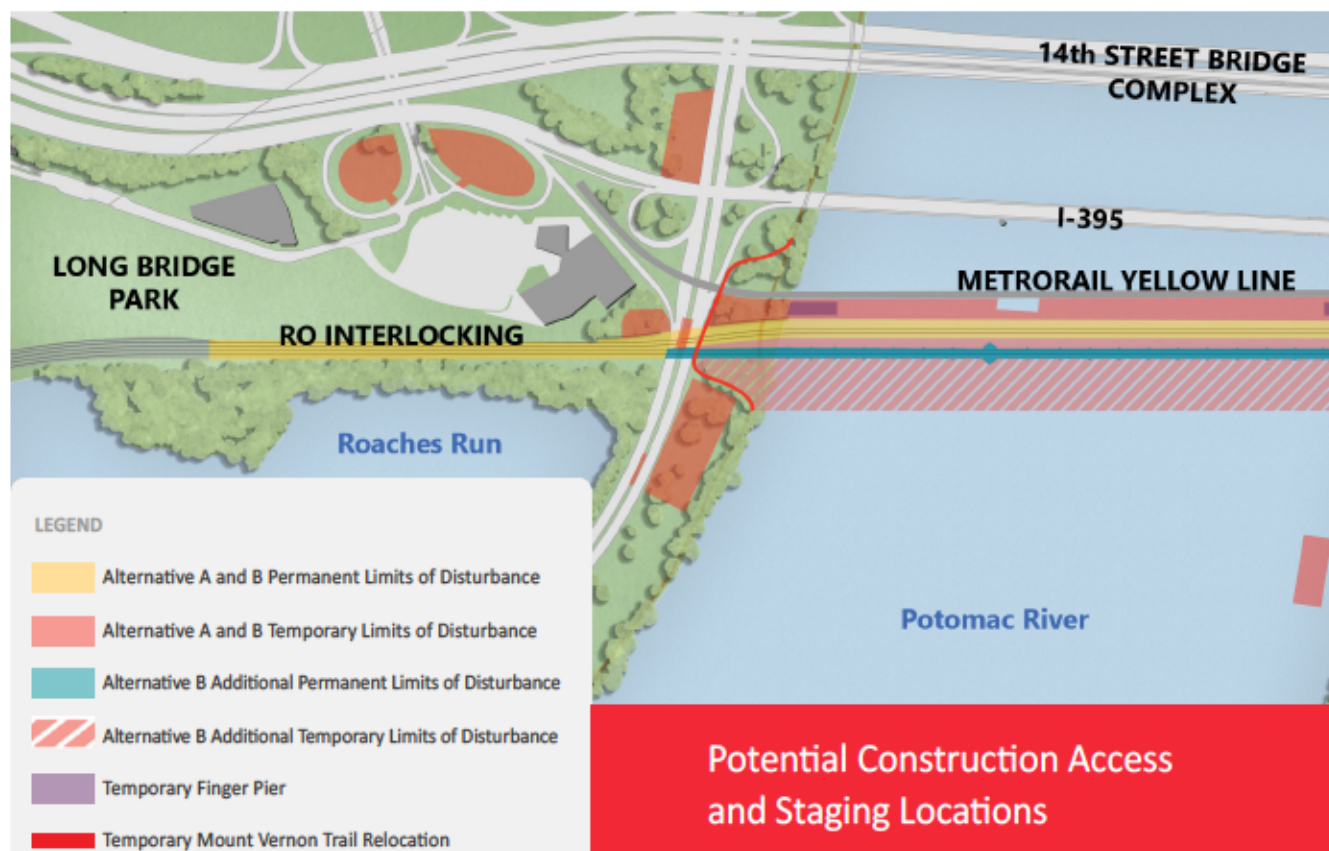 14th STREET BRIDGE
COMPLEX
I-395
LONG BRIDGE
PARK
METRORAIL YELLOW LINE
RO INTERLOCKING
Roaches Run
LEGEND
Alternative A and B Permanent Limits of Disturbance
Alternative A and B Temporary Limits of Disturbance
Alternative B Additional Permanent Limits of Disturbance
Alternative B Additional Temporary Limits of Disturbance
Temporary Finger Pier
Temporary Mount Vernon Trail Relocation
Potomac River
Potential Construction Access
and Staging Locations